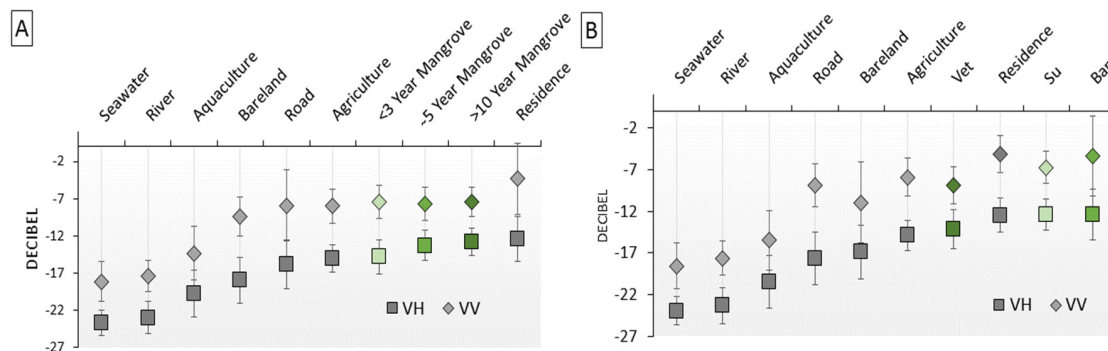 A
Seawater
River
Aquaculture
Bareland
Road
Agriculture
<3 Year Mangrove
~5 Year Mangrove
>10 Year Mangrove
Residence
DECIBEL
-2
-7
-12
-17
-22
-27
VH
VV
B
Seawater
River
Aquaculture
Road
Bareland
Agriculture
Vet
Residence
Su
Ban
DECIBEL
-2
-7
-12
-17
-22
-27
VH
VV